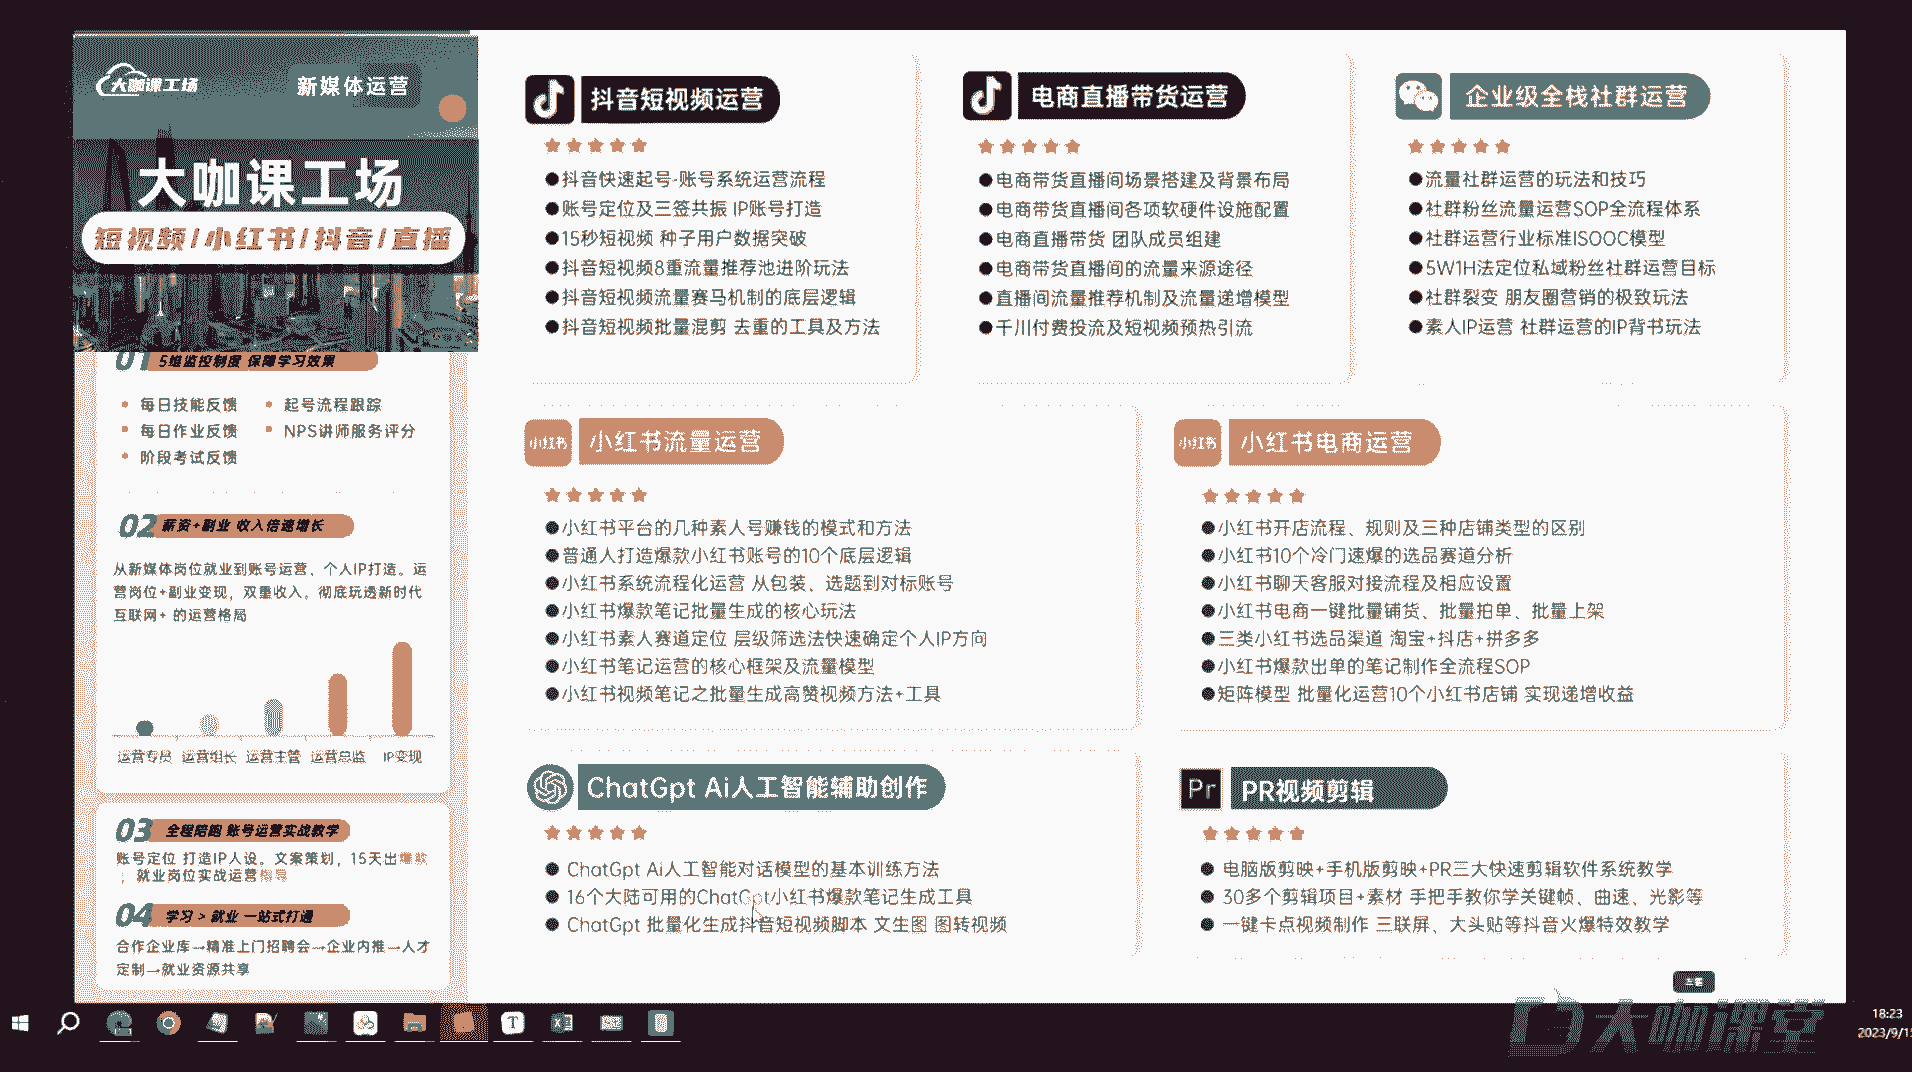 大咖课工场
新媒体运营
大咖课工场
短视频/小红书/抖音/直播
01 5维监控制度 保障学习效果
每日技能反馈
起号流程跟踪
每日作业反馈
NPS讲师服务评分
阶段考试反馈
02 薪资+副业 收入倍速增长
从新媒体岗位就业到账号运营、个人IP打造。运
营岗位+副业变现，双重收入。彻底玩透新时代
互联网+ 的运营格局
运营专员 运营组长 运营主管 运营总监 IP变现
03 全程陪跑 账号运营实战教学
账号定位 打造IP人设。文案策划，15天出爆款
；就业岗位实战运营指导
04 学习 > 就业 一站式打通
合作企业库→精准上门招聘会→企业内推→人才
定制→就业资源共享
抖音短视频运营
●抖音快速起号-账号系统运营流程
●账号定位及三签共振 IP账号打造
●15秒短视频 种子用户数据突破
●抖音短视频8重流量推荐池进阶玩法
●抖音短视频流量赛马机制的底层逻辑
●抖音短视频批量混剪 去重的工具及方法
电商直播带货运营
●电商带货直播间场景搭建及背景布局
●电商带货直播间各项软硬件设施配置
●电商直播带货 团队成员组建
●电商带货直播间的流量来源途径
●直播间流量推荐机制及流量递增模型
●千川付费投流及短视频预热引流
企业级全栈社群运营
●流量社群运营的玩法和技巧
●社群粉丝流量运营SOP全流程体系
●社群运营行业标准ISOOC模型
●5W1H法定位私域粉丝社群运营目标
●社群裂变 朋友圈营销的极致玩法
●素人IP运营 社群运营的IP背书玩法
小红书
小红书流量运营
●小红书平台的几种素人号赚钱的模式和方法
●普通人打造爆款小红书账号的10个底层逻辑
●小红书系统流程化运营 从包装、选题到对标账号
●小红书爆款笔记批量生成的核心玩法
●小红书素人赛道定位 层级筛选法快速确定个人IP方向
●小红书笔记运营的核心框架及流量模型
●小红书视频笔记之批量生成高赞视频方法+工具
小红书
小红书电商运营
●小红书开店流程、规则及三种店铺类型的区别
●小红书10个冷门速爆的选品赛道分析
●小红书聊天客服对接流程及相应设置
●小红书电商一键批量铺货、批量拍单、批量上架
●三类小红书选品渠道 淘宝+抖店+拼多多
●小红书爆款出单的笔记制作全流程SOP
●矩阵模型 批量化运营10个小红书店铺 实现递增收益
ChatGpt Ai人工智能辅助创作
● ChatGpt Ai人工智能对话模型的基本训练方法
● 16个大陆可用的ChatGpt小红书爆款笔记生成工具
● ChatGpt 批量化生成抖音短视频脚本 文生图 图转视频
Pr
PR视频剪辑
● 电脑版剪映+手机版剪映+PR三大快速剪辑软件系统教学
● 30多个剪辑项目+素材 手把手教你学关键帧、曲速、光影等
● 一键卡点视频制作 三联屏、大头贴等抖音火爆特效教学
大咖课堂
18:23
2023/9/15